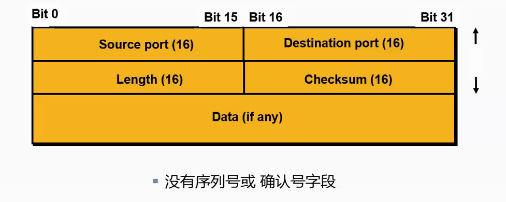 Bit 0 Bit 15 Bit 16 Bit 31
Source port (16) Destination port (16)
Length (16) Checksum (16)
Data (if any)
▪ 没有序列号或 确认号字段